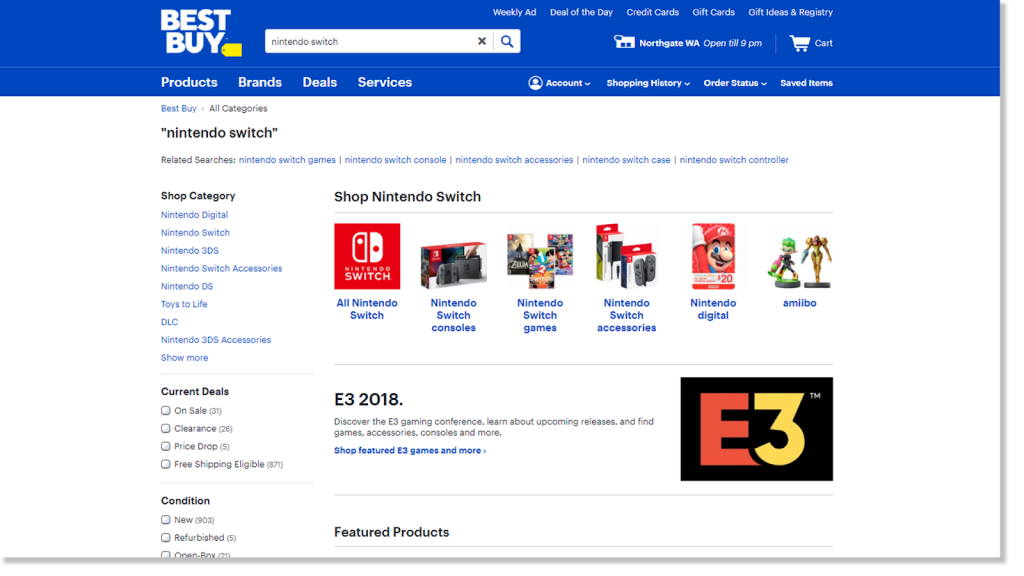 Weekly Ad Deal of the Day Credit Cards Gift Cards Gift Ideas & Registry
BEST
BUY
nintendo switch
Northgate WA Open till 9 pm
Cart
Products Brands Deals Services
Account
Shopping History
Order Status
Saved Items
Best Buy › All Categories
"nintendo switch"
Related Searches: nintendo switch games | nintendo switch console | nintendo switch accessories | nintendo switch case | nintendo switch controller
Shop Category
Nintendo Digital
Nintendo Switch
Nintendo 3DS
Nintendo Switch Accessories
Nintendo DS
Toys to Life
DLC
Nintendo 3DS Accessories
Show more
Current Deals
On Sale (31)
Clearance (26)
Price Drop (5)
Free Shipping Eligible (871)
Condition
New (903)
Refurbished (5)
Open-Box (71)
Shop Nintendo Switch
NINTENDO
SWITCH
ZELDA
2
$20
All Nintendo
Switch
Nintendo
Switch
consoles
Nintendo
Switch
games
Nintendo
Switch
accessories
Nintendo
digital
amiibo
E3 2018.
Discover the E3 gaming conference, learn about upcoming releases, and find
games, accessories, consoles and more.
Shop featured E3 games and more ›
E3 TM
Featured Products